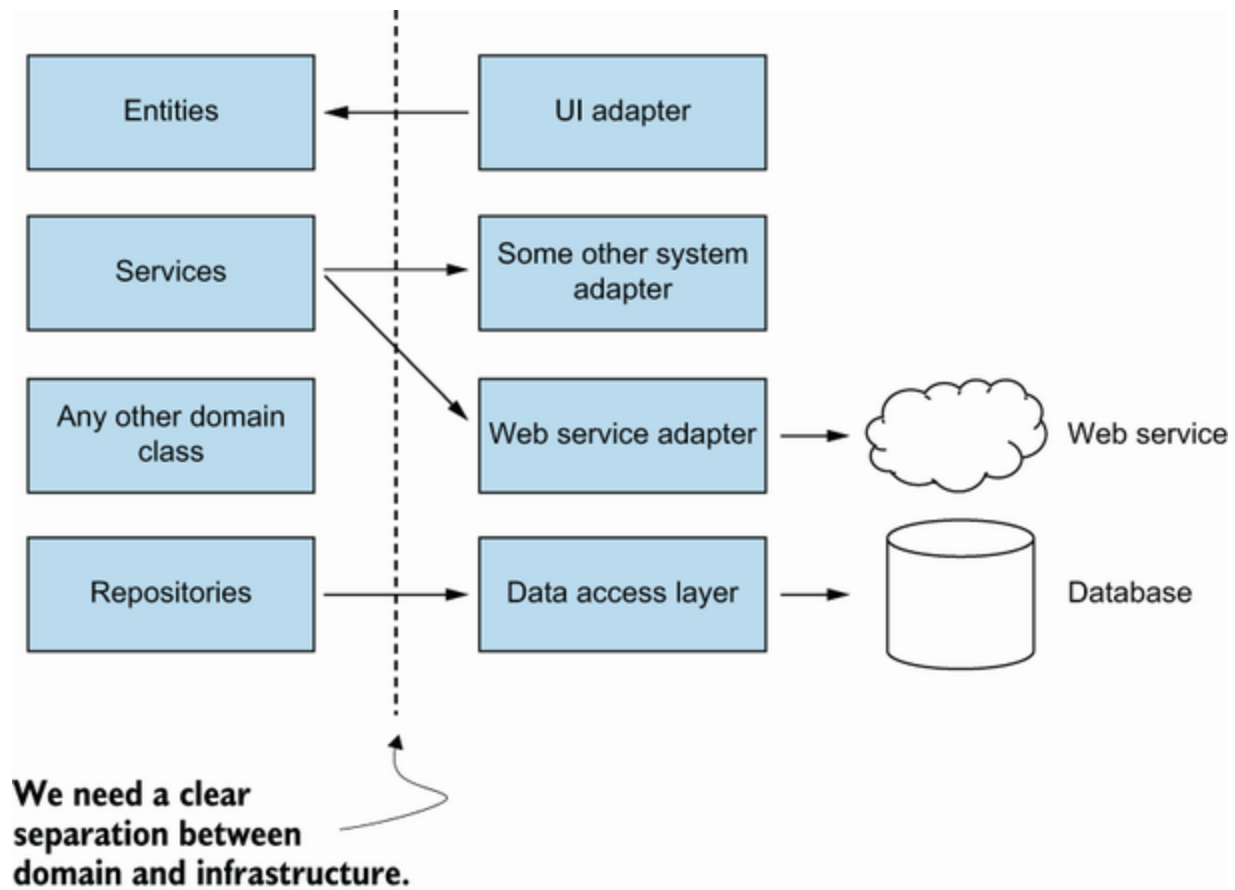 Entities
UI adapter
Services
Some other system
adapter
Any other domain
class
Web service adapter
Web service
Repositories
Data access layer
Database
We need a clear
separation between
domain and infrastructure.